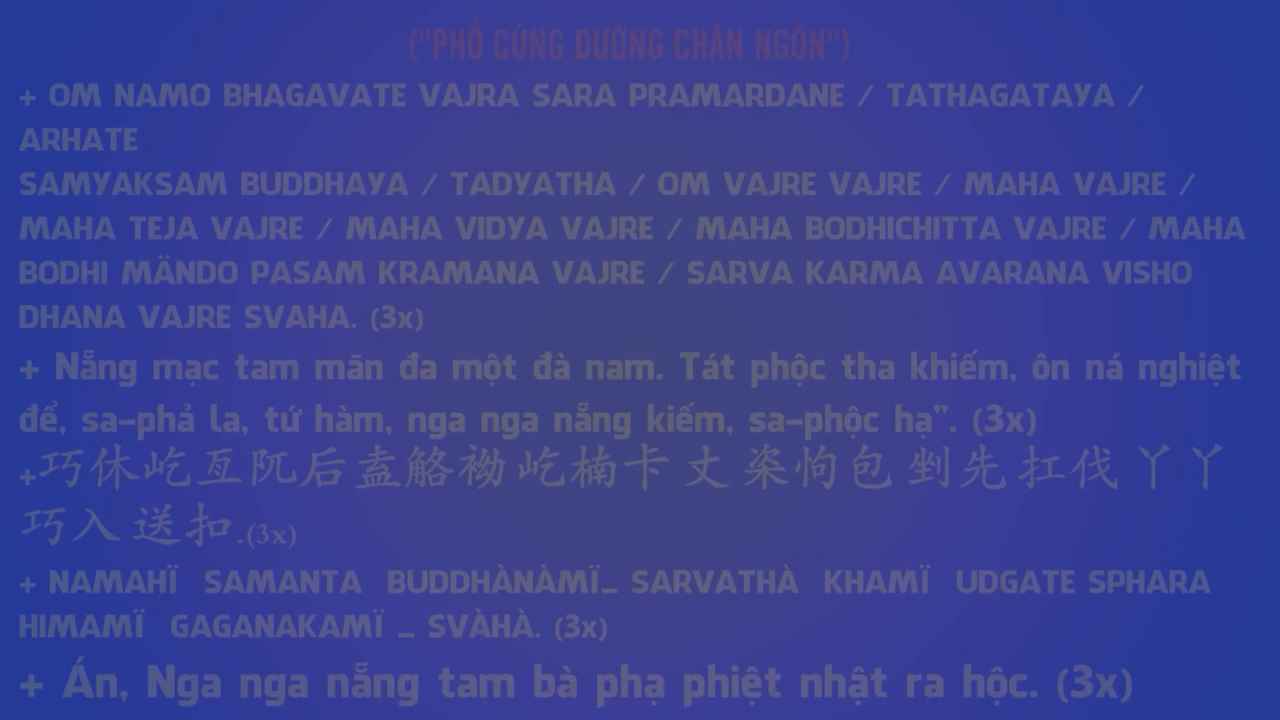 ("PHỔ CÚNG DƯỜNG CHÂN NGÔN")
+ OM NAMO BHAGAVATE VAJRA SARA PRAMARDANE / TATHAGATAYA /
ARHATE
SAMYAKSAM BUDDHAYA / TADYATHA / OM VAJRE VAJRE / MAHA VAJRE /
MAHA TEJA VAJRE / MAHA VIDYA VAJRE / MAHA BODHICHITTA VAJRE / MAHA
BODHI MÄNDO PASAM KRAMANA VAJRE / SARVA KARMA AVARANA VISHO
DHANA VAJRE SVAHA. (3x)
+ Nẵng mạc tam mãn đa một đà nam. Tát phộc tha khiếm, ôn ná nghiệt
để, sa-phả la, tứ hàm, nga nga nẵng kiếm, sa-phộc hạ”. (3x)
+巧休屹亙阢后盍觡袎屹楠卡丈栥怐包剉先扛伐丫丫
巧入送扣.(3x)
+ NAMAHÏ SAMANTA BUDDHÀNÀMÏ_ SARVATHÀ KHAMÏ UDGATE SPHARA
HIMAMÏ GAGANAKAMÏ _ SVÀHÀ. (3x)
+ Án, Nga nga nẵng tam bà phạ phiệt nhật ra hộc. (3x)